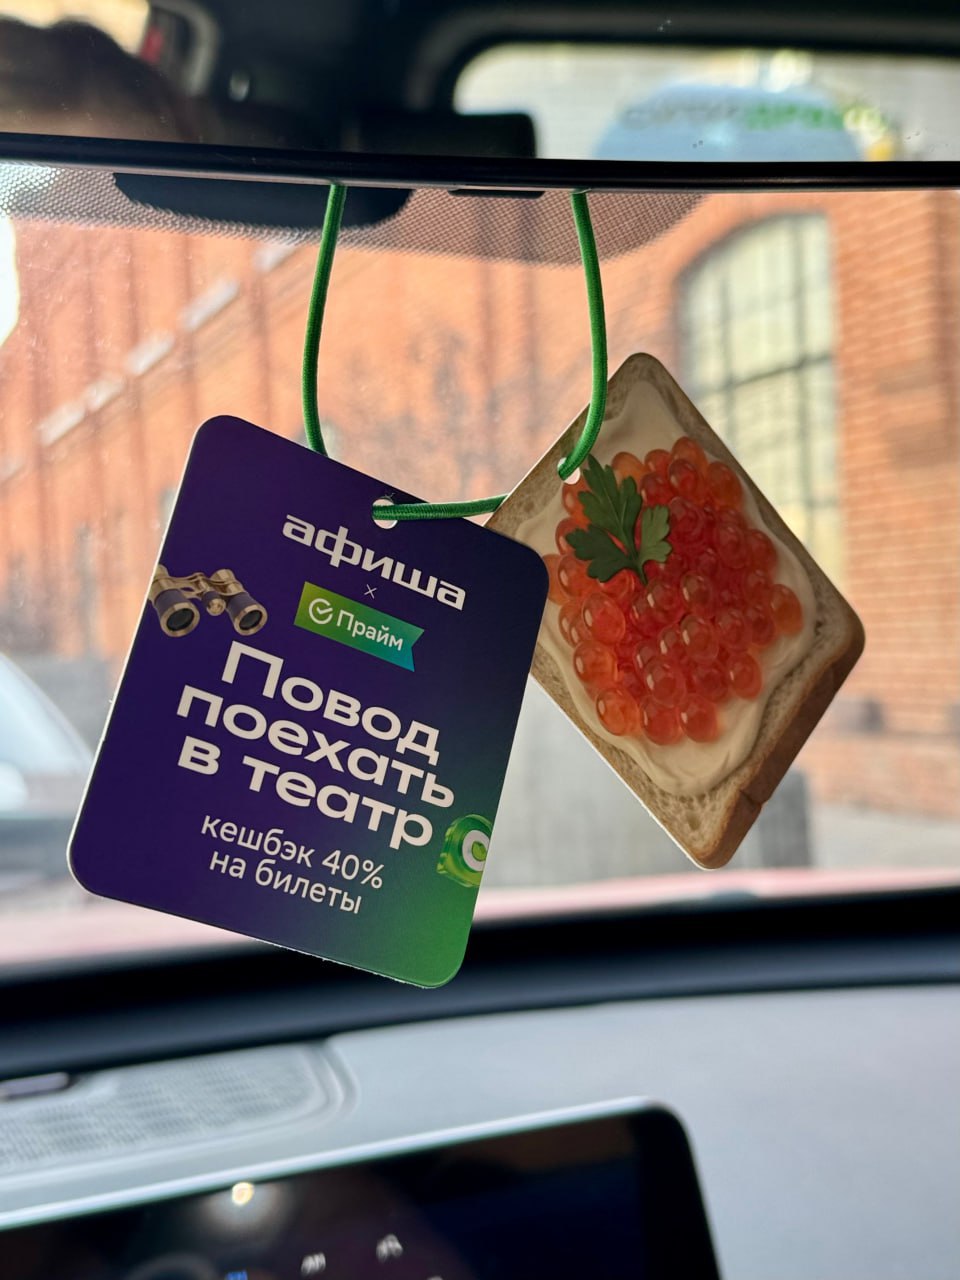 афиша
×
Прайм
Повод
поехать
в театр
кешбэк 40%
на билеты